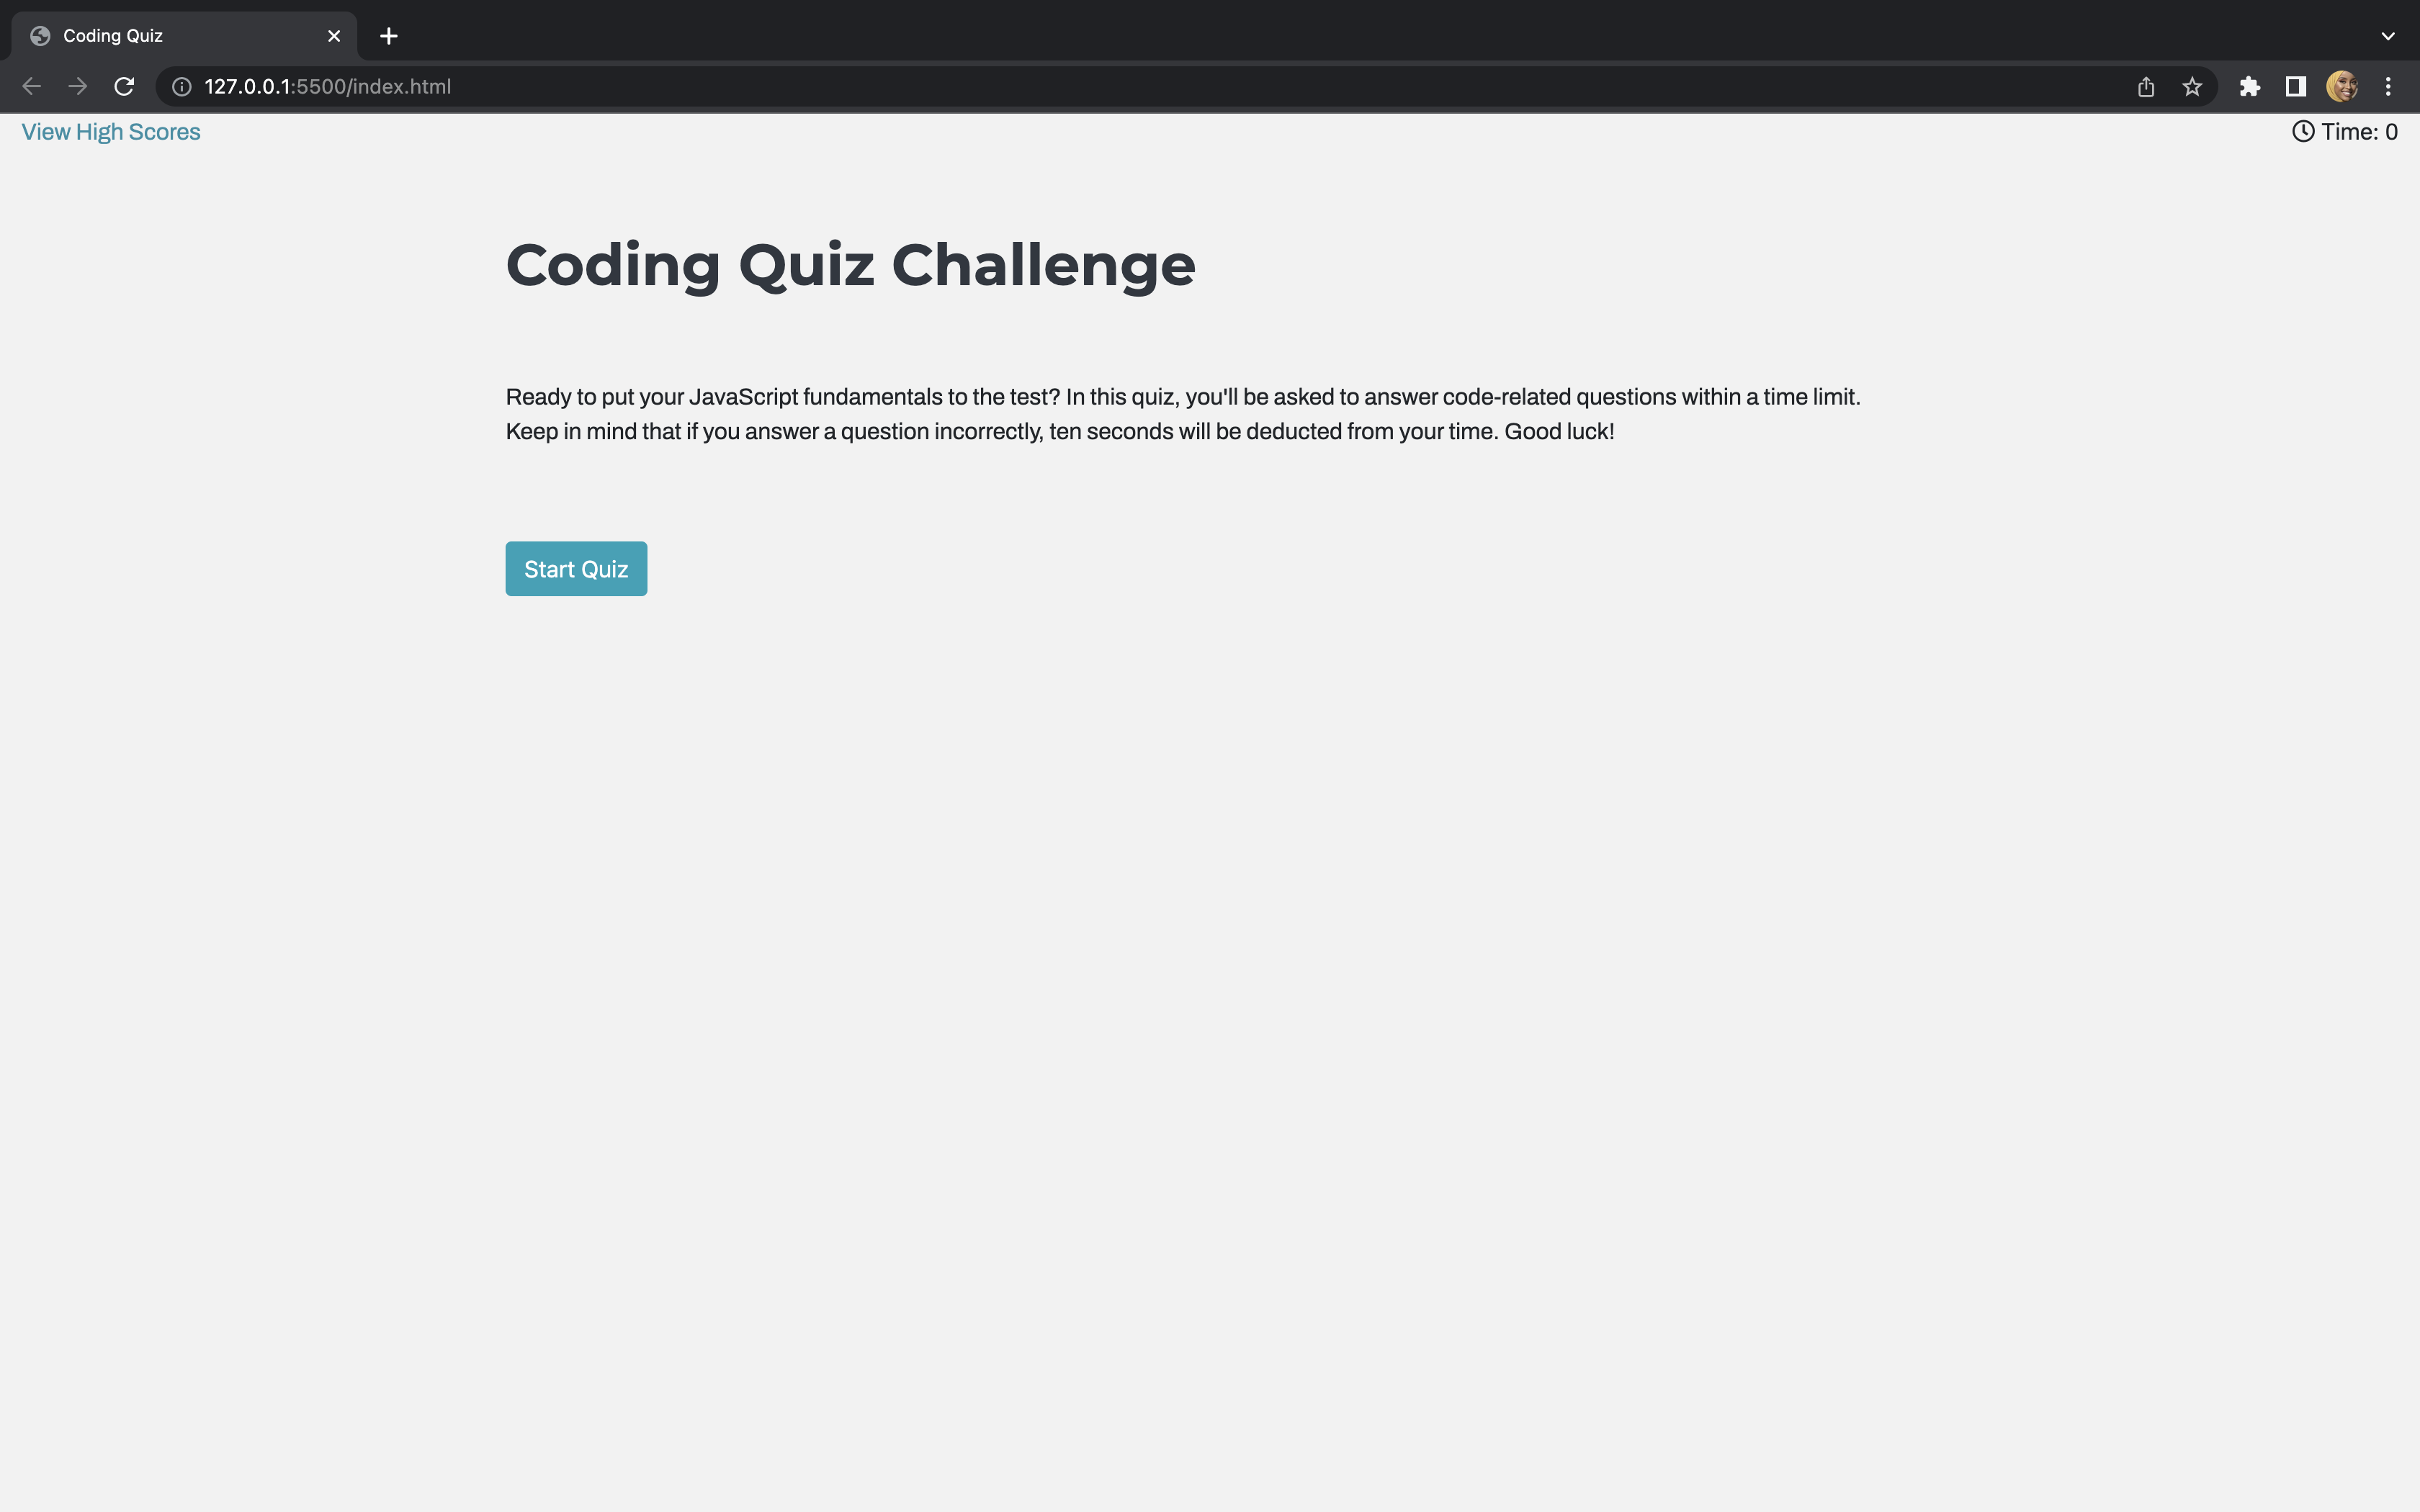 Coding Quiz
127.0.0.1:5500/index.html
View High Scores
Time: 0
Coding Quiz Challenge
Ready to put your JavaScript fundamentals to the test? In this quiz, you'll be asked to answer code-related questions within a time limit.
Keep in mind that if you answer a question incorrectly, ten seconds will be deducted from your time. Good luck!
Start Quiz